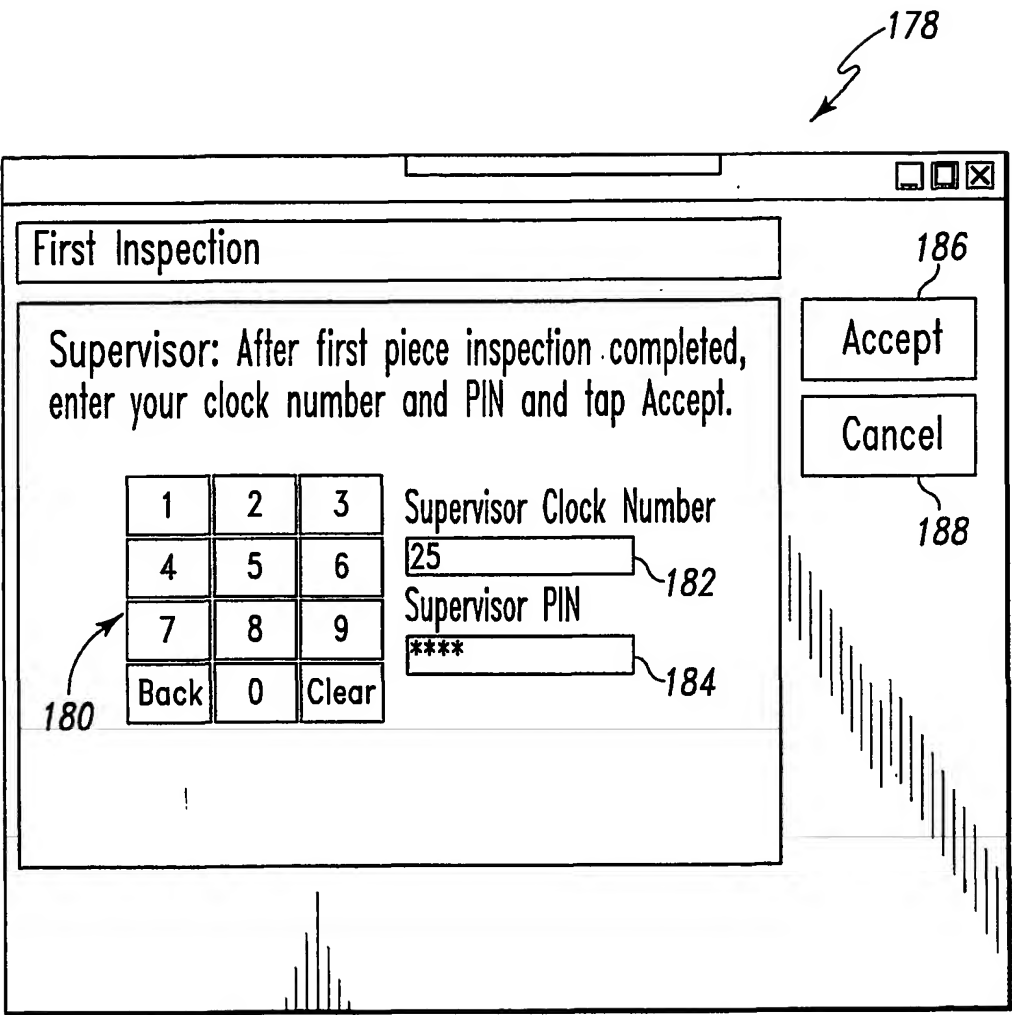 178
First Inspection
186
Accept
Supervisor: After first piece inspection completed,
enter your clock number and PIN and tap Accept.
Cancel
188
1 2 3
4 5 6
7 8 9
Back 0 Clear
180
Supervisor Clock Number
25
182
Supervisor PIN
****
184